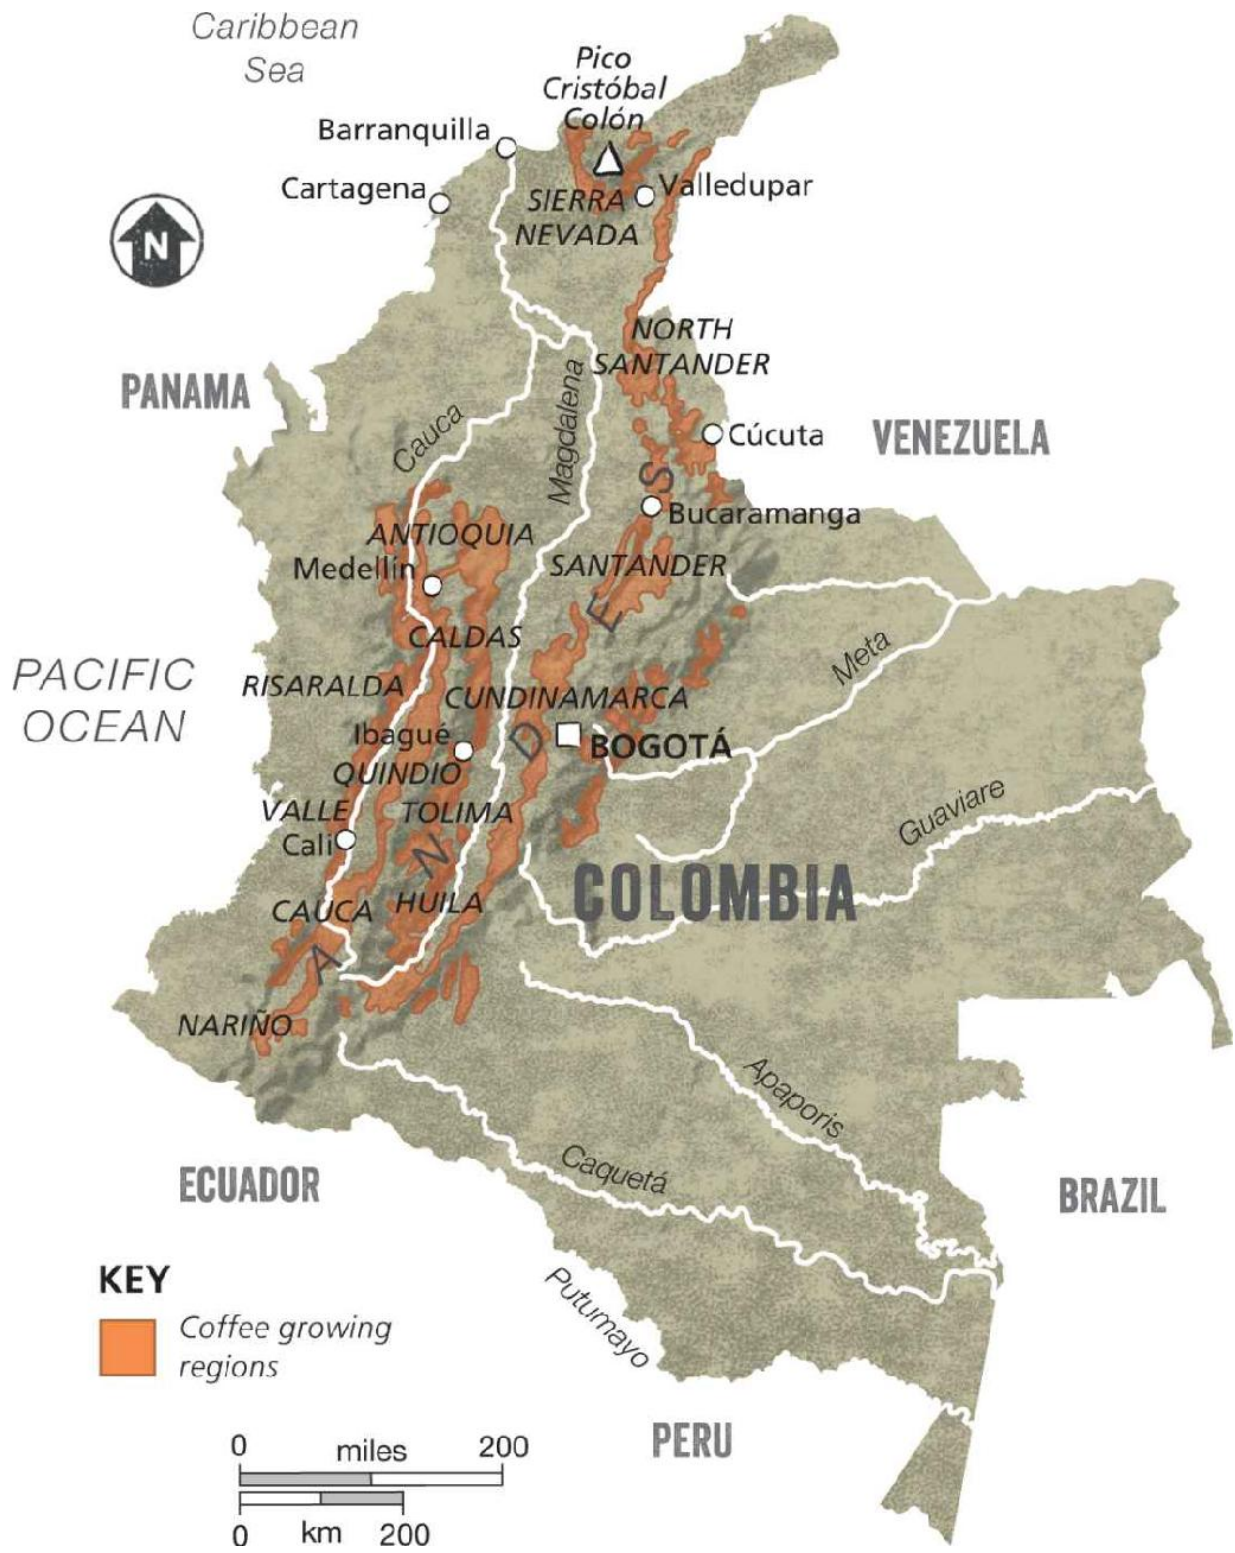 Caribbean
Sea
Pico
Cristóbal
Colón
Barranquilla
Cartagena
Valledupar
SIERRA
NEVADA
N
NORTH
SANTANDER
PANAMA
Cauca
Magdalena
Cúcuta
VENEZUELA
S
Bucaramanga
ANTIOQUIA
Medellín
SANTANDER
E
CALDAS
Meta
PACIFIC
OCEAN
RISARALDA
CUNDINAMARCA
Ibagué
D
BOGOTÁ
QUINDIO
VALLE
TOLIMA
Guaviare
Cali
N
COLOMBIA
CAUCA
HUILA
A
NARIÑO
Apaporis
Caquetá
ECUADOR
BRAZIL
Putumayo
KEY
Coffee growing
regions
PERU
0 miles 200
0 km 200